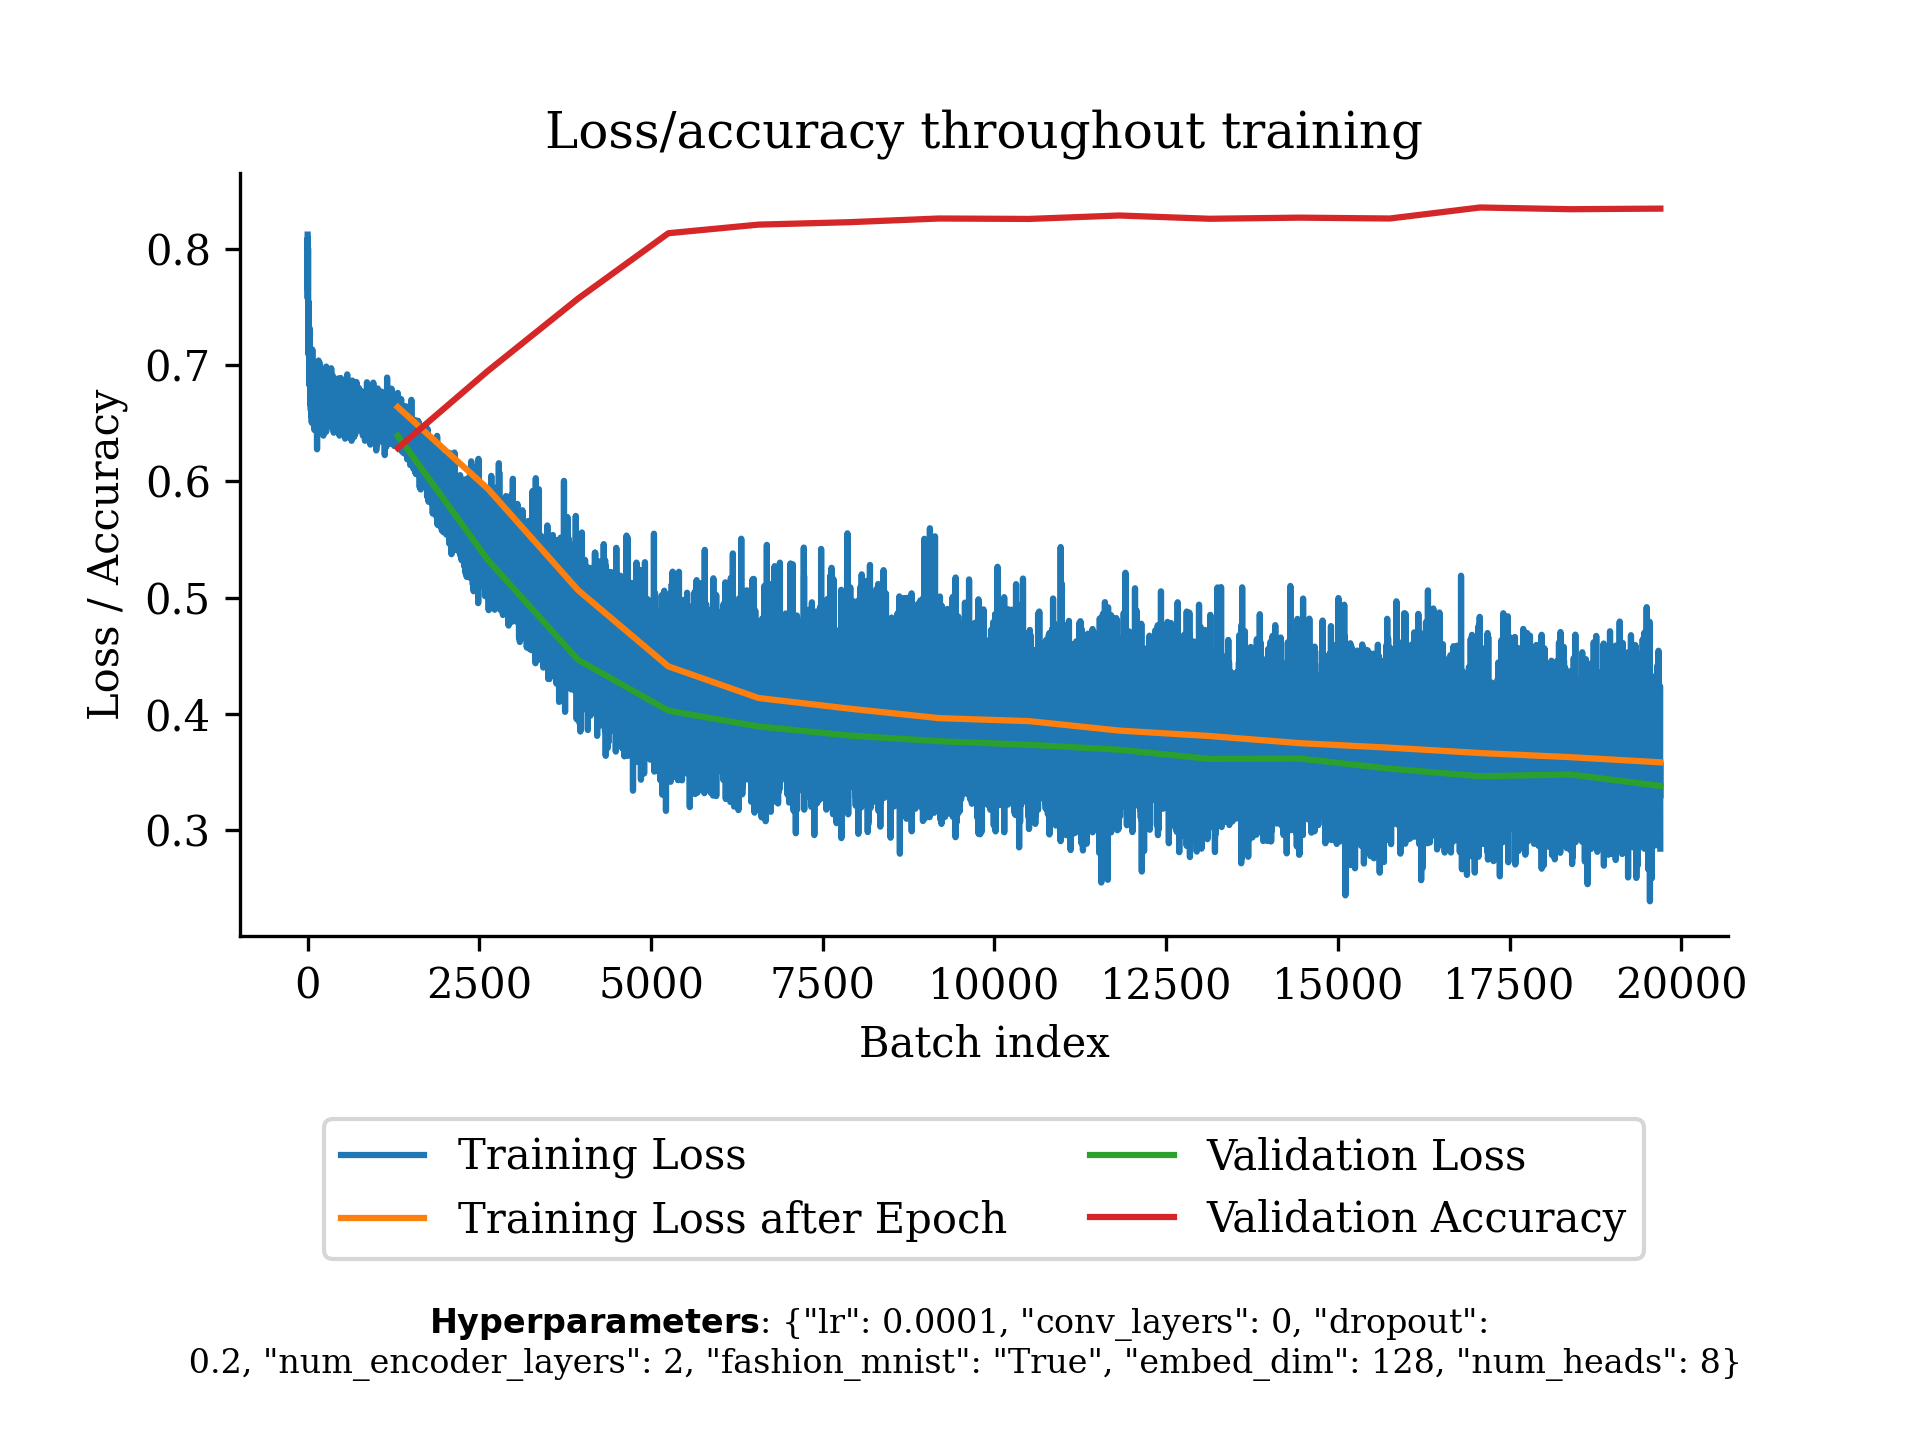 Loss/accuracy throughout training
Loss / Accuracy
0.8
0.7
0.6
0.5
0.4
0.3
0 2500 5000 7500 10000 12500 15000 17500 20000
Batch index
Training Loss
Training Loss after Epoch
Validation Loss
Validation Accuracy
Hyperparameters: {"lr": 0.0001, "conv_layers": 0, "dropout":
0.2, "num_encoder_layers": 2, "fashion_mnist": "True", "embed_dim": 128, "num_heads": 8}